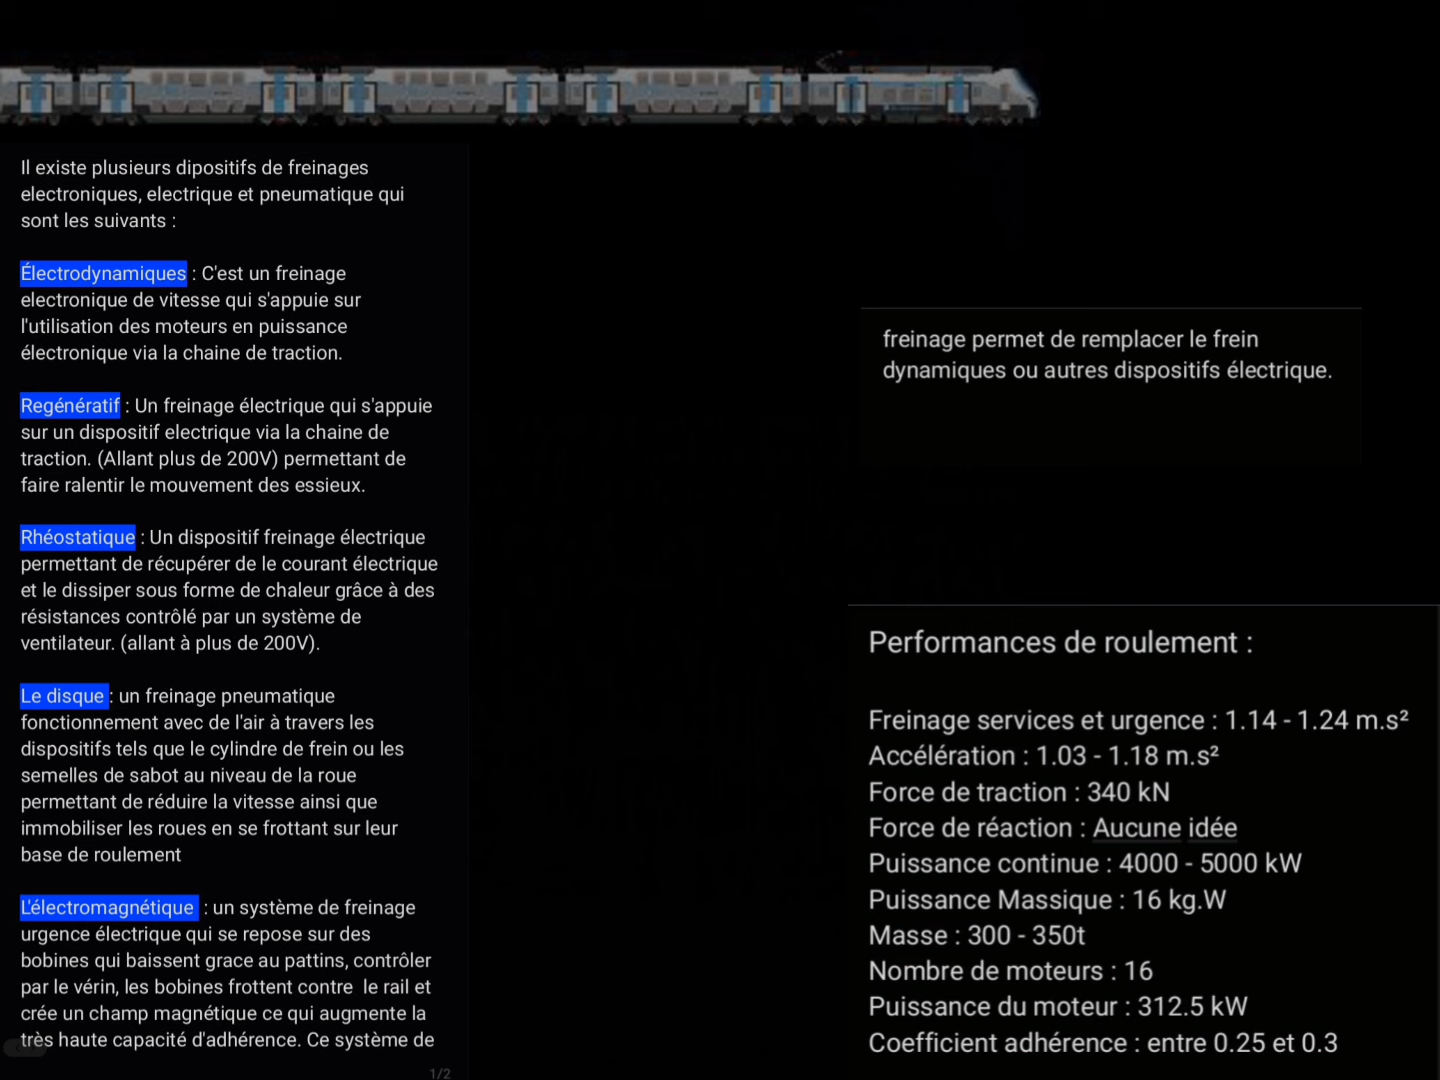 Il existe plusieurs dipositifs de freinages
electroniques, electrique et pneumatique qui
sont les suivants :
Électrodynamiques : C'est un freinage
electronique de vitesse qui s'appuie sur
l'utilisation des moteurs en puissance
électronique via la chaine de traction.
Regénératif : Un freinage électrique qui s'appuie
sur un dispositif electrique via la chaine de
traction. (Allant plus de 200V) permettant de
faire ralentir le mouvement des essieux.
Rhéostatique : Un dispositif freinage électrique
permettant de récupérer de le courant électrique
et le dissiper sous forme de chaleur grâce à des
résistances contrôlé par un système de
ventilateur. (allant à plus de 200V).
Le disque : un freinage pneumatique
fonctionnement avec de l'air à travers les
dispositifs tels que le cylindre de frein ou les
semelles de sabot au niveau de la roue
permettant de réduire la vitesse ainsi que
immobiliser les roues en se frottant sur leur
base de roulement
L'électromagnétique : un système de freinage
urgence électrique qui se repose sur des
bobines qui baissent grace au pattins, contrôler
par le vérin, les bobines frottent contre le rail et
crée un champ magnétique ce qui augmente la
très haute capacité d'adhérence. Ce système de
1/2
freinage permet de remplacer le frein
dynamiques ou autres dispositifs électrique.
Performances de roulement :
Freinage services et urgence : 1.14 - 1.24 m.s²
Accélération : 1.03 - 1.18 m.s²
Force de traction : 340 kN
Force de réaction : Aucune idée
Puissance continue : 4000 - 5000 kW
Puissance Massique : 16 kg.W
Masse : 300 - 350t
Nombre de moteurs : 16
Puissance du moteur : 312.5 kW
Coefficient adhérence : entre 0.25 et 0.3